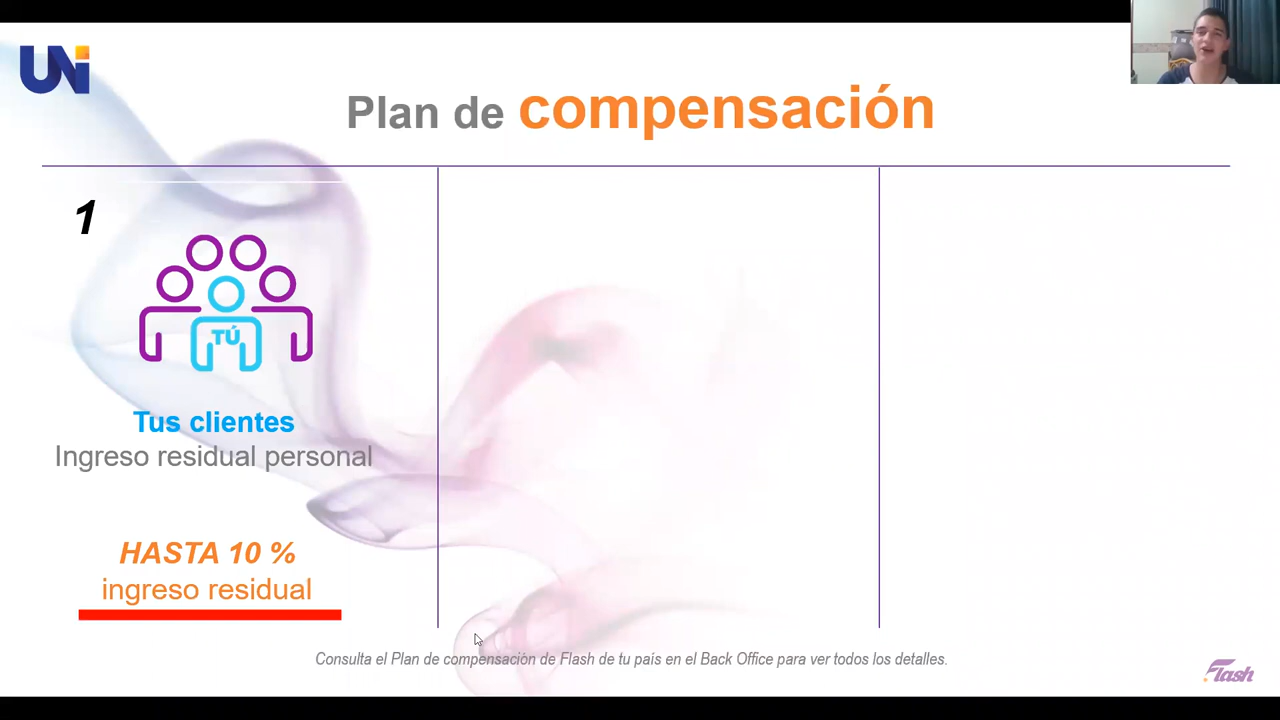 UNi
Plan de compensación
1
TÚ
Tus clientes
Ingreso residual personal
HASTA 10 %
ingreso residual
Consulta el Plan de compensación de Flash de tu país en el Back Office para ver todos los detalles.
Flash